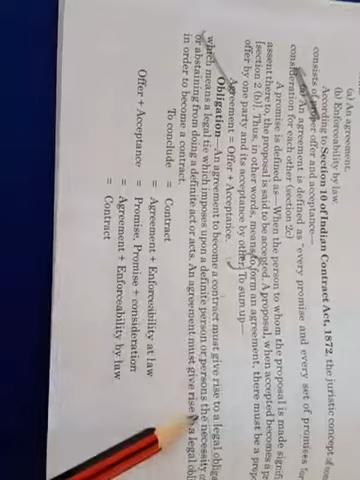 (a) An agreement.
(b) Enforceability by law
According to Section 10 of Indian Contract Act, 1872, the juristic concept of
consists of offer and acceptance—
(a) An agreement is defined as "every promise and every set of promises
consideration for each other (section 2c)
A promise is defined as—When the person to whom the proposal is made
assent there to, the proposal is said to be accepted. A proposal, when accepted becomes a
[section 2 (b)]. Thus, in other words, means to form an agreement, there must be a
offer by one party, and its acceptance by other. To sum up—
Agreement = Offer + Acceptance.
Obligation—An agreement to become a contract must give rise to a legal
which means a legal tie which imposes upon a definite person or persons the necessity
or abstaining from doing a definite act or acts. An agreement must give rise a legal
in order to become a contract.
To conclude = Contract
= Agreement + Enforceability at law
Offer + Acceptance = Promise, Promise + consideration
= Agreement + Enforceability by law
= Contract